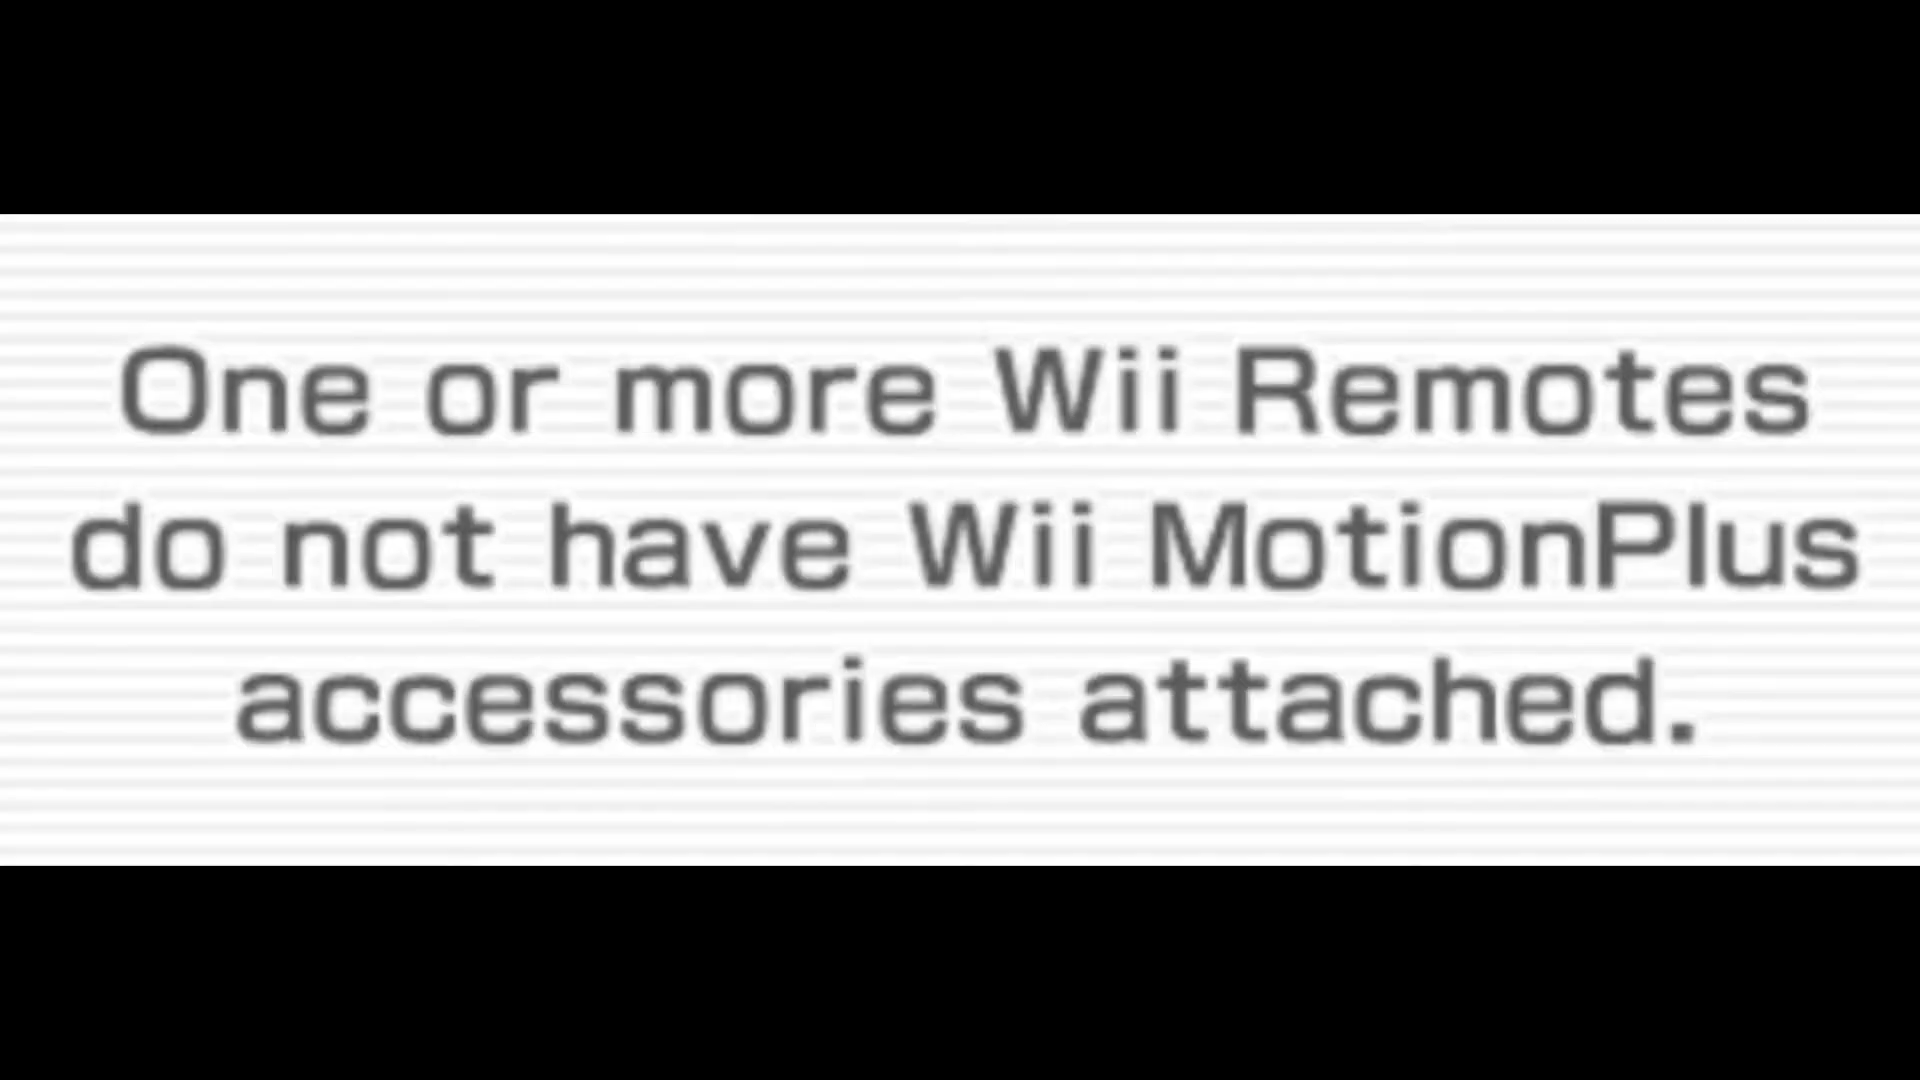 One or more Wii Remotes
do not have Wii MotionPlus
accessories attached.